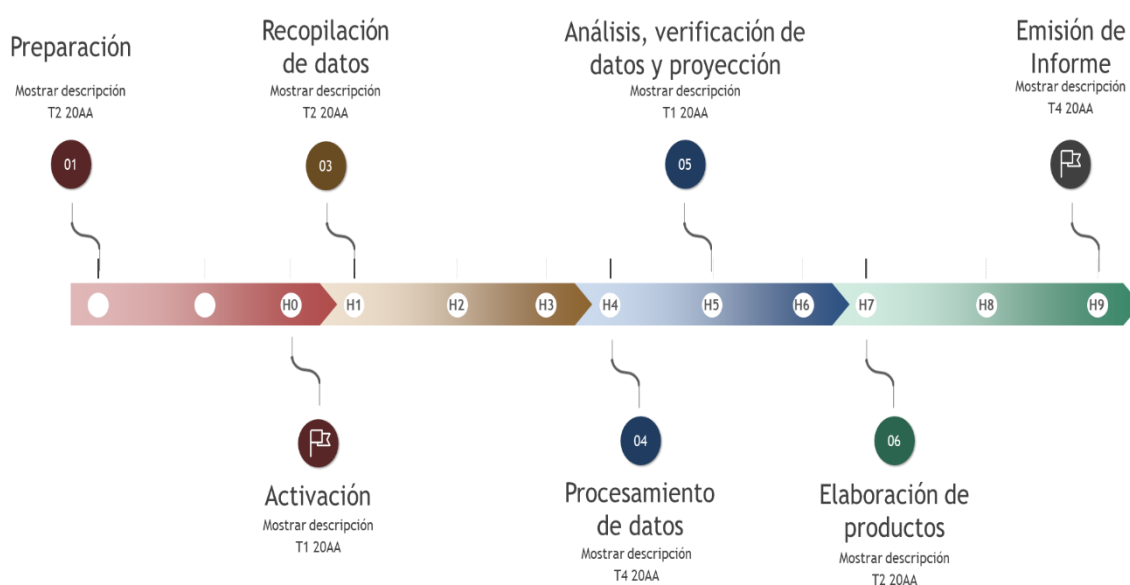 Preparación
Mostrar descripción
T2 20AA
01
Recopilación
de datos
Mostrar descripción
T2 20AA
03
Análisis, verificación de
datos y proyección
Mostrar descripción
T1 20AA
05
Emisión de
Informe
Mostrar descripción
T4 20AA
H0 H1 H2 H3 H4 H5 H6 H7 H8 H9
Activación
Mostrar descripción
T1 20AA
04
Procesamiento
de datos
Mostrar descripción
T4 20AA
06
Elaboración de
productos
Mostrar descripción
T2 20AA